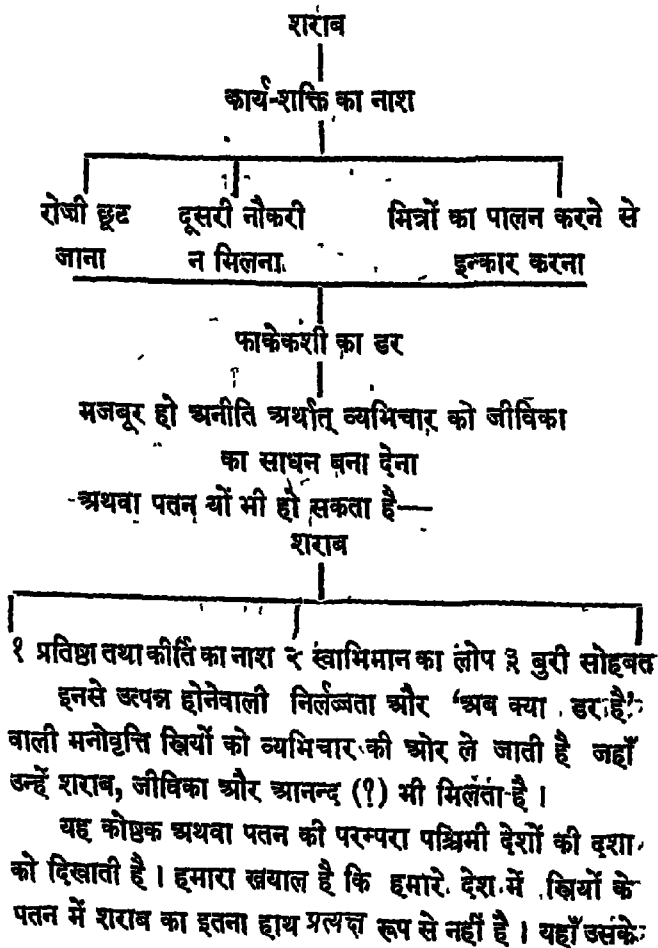 शराब
कार्य-शक्ति का नाश
रोजी छूट दूसरी नौकरी मित्रों का पालन करने से
जाना न मिलना इन्कार करना
फाकेकशी का डर
मजबूर हो अनीति अर्थात् व्यभिचार को जीविका
का साधन बना देना
अथवा पतन यों भी हो सकता है—
शराब
१ प्रतिष्ठा तथा कीर्ति का नाश २ स्वाभिमान का लोप ३ बुरी सोहबत
इनसे उत्पन्न होनेवाली निर्लज्जता और 'अब क्या डर है'
वाली मनोवृत्ति स्त्रियों को व्यभिचार की ओर ले जाती है जहाँ
उन्हें शराब, जीविका और आनन्द (?) भी मिलता है ।
यह कोष्ठक अथवा पतन की परम्परा पश्चिमी देशों की दशा
को दिखाती है । हमारा खयाल है कि हमारे देश में स्त्रियों के
पतन में शराब का इतना हाथ प्रत्यक्ष रूप से नहीं है । यहाँ उसके